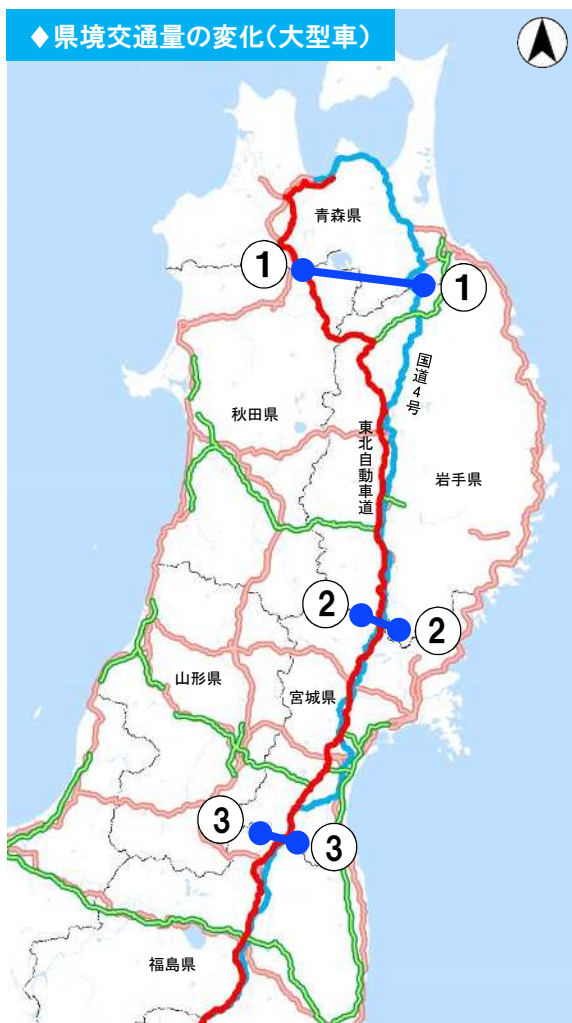 ◆県境交通量の変化(大型車)
青森県
①
①
国道4号
秋田県
東北自動車道
岩手県
②
②
山形県
宮城県
③
③
福島県